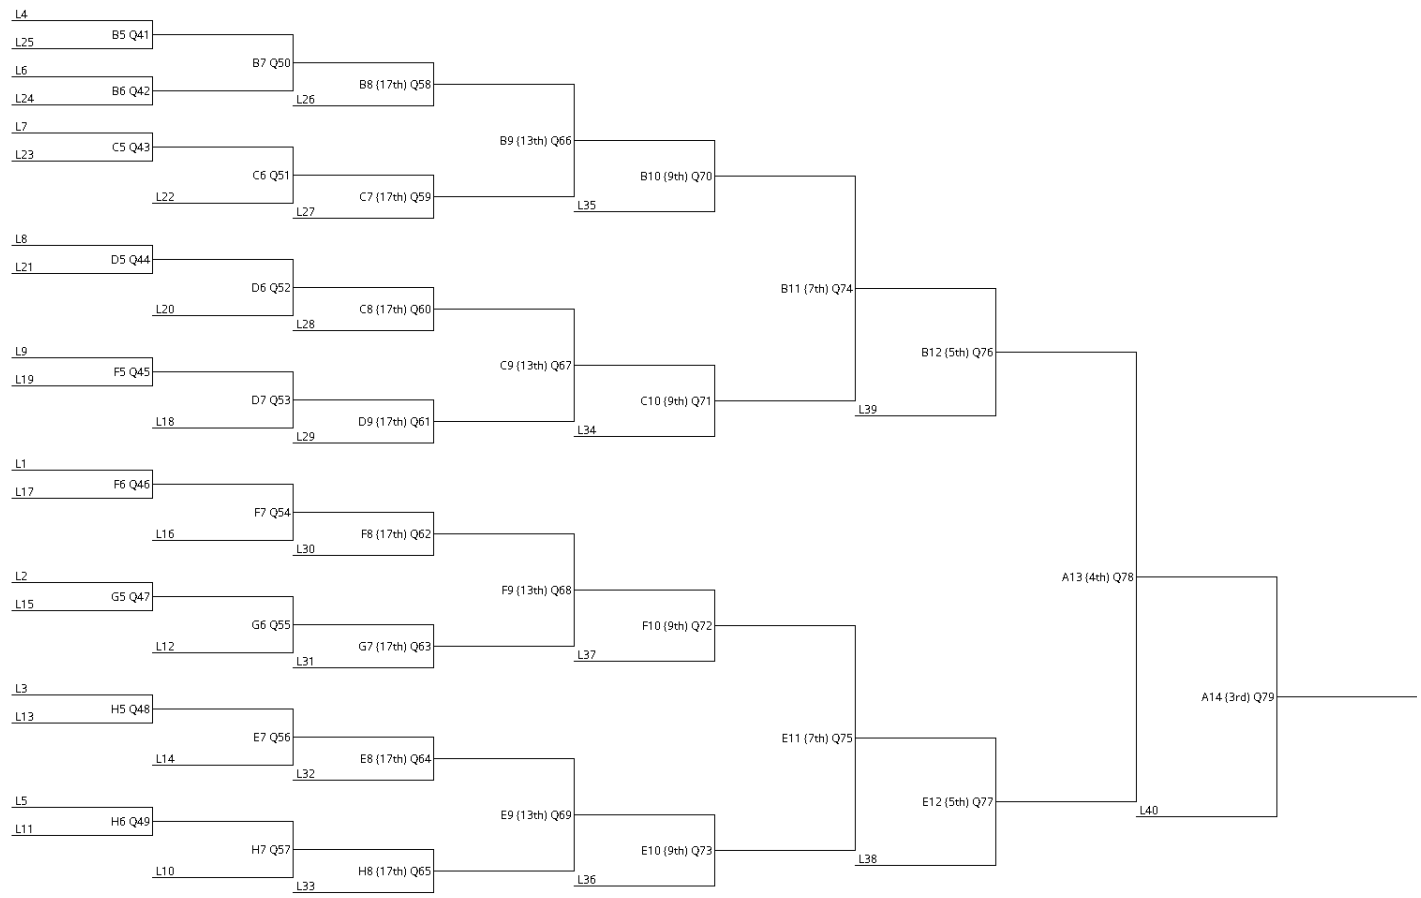 L4
B5 Q41
L25
B7 Q50
L6
B6 Q42
L24
B8 (17th) Q58
L26
L7
C5 Q43
L23
B9 (13th) Q66
C6 Q51
L22
C7 (17th) Q59
L27
B10 (9th) Q70
L35
L8
D5 Q44
L21
D6 Q52
L20
C8 (17th) Q60
L28
B11 (7th) Q74
L9
F5 Q45
L19
C9 (13th) Q67
D7 Q53
L18
D9 (17th) Q61
L29
C10 (9th) Q71
L34
B12 (5th) Q76
L39
L1
F6 Q46
L17
F7 Q54
L16
F8 (17th) Q62
L30
L2
G5 Q47
L15
F9 (13th) Q68
G6 Q55
L12
G7 (17th) Q63
L31
F10 (9th) Q72
L37
A13 (4th) Q78
L3
H5 Q48
L13
E7 Q56
L14
E8 (17th) Q64
L32
E11 (7th) Q75
A14 (3rd) Q79
L5
H6 Q49
L11
E9 (13th) Q69
E12 (5th) Q77
L40
H7 Q57
L10
H8 (17th) Q65
L33
E10 (9th) Q73
L36
L38